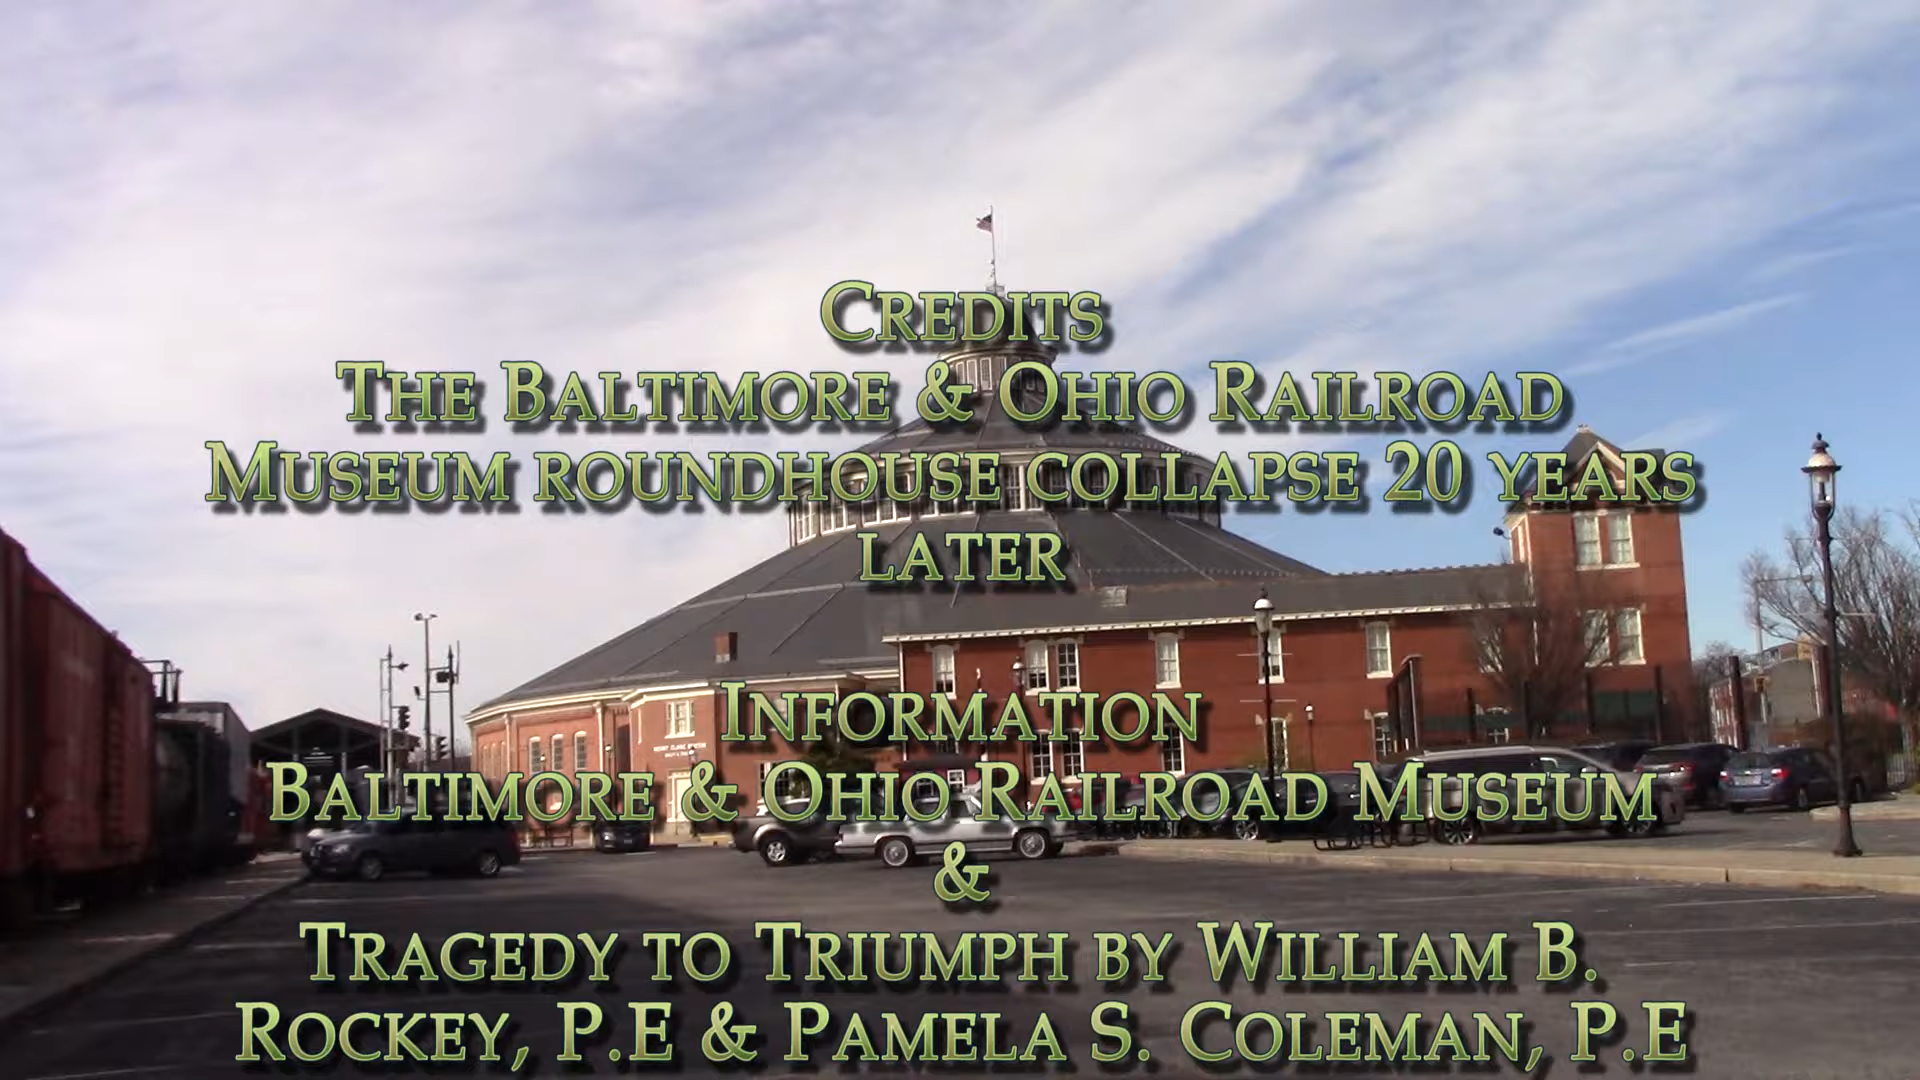 Credits
The Baltimore & Ohio Railroad
Museum roundhouse collapse 20 years
later
Information
Baltimore & Ohio Railroad Museum
&
Tragedy to Triumph by William B.
Rockey, P.E & Pamela S. Coleman, P.E